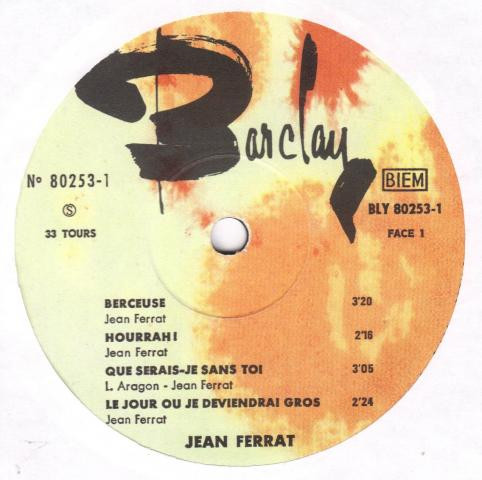 Barclay
Nº 80253-1
BIEM
Ⓢ
BLY 80253-1
33 TOURS
FACE 1
BERCEUSE 3'20
Jean Ferrat
HOURRAH! 2'16
Jean Ferrat
QUE SERAIS-JE SANS TOI 3'05
L. Aragon - Jean Ferrat
LE JOUR OU JE DEVIENDRAI GROS 2'24
Jean Ferrat
JEAN FERRAT